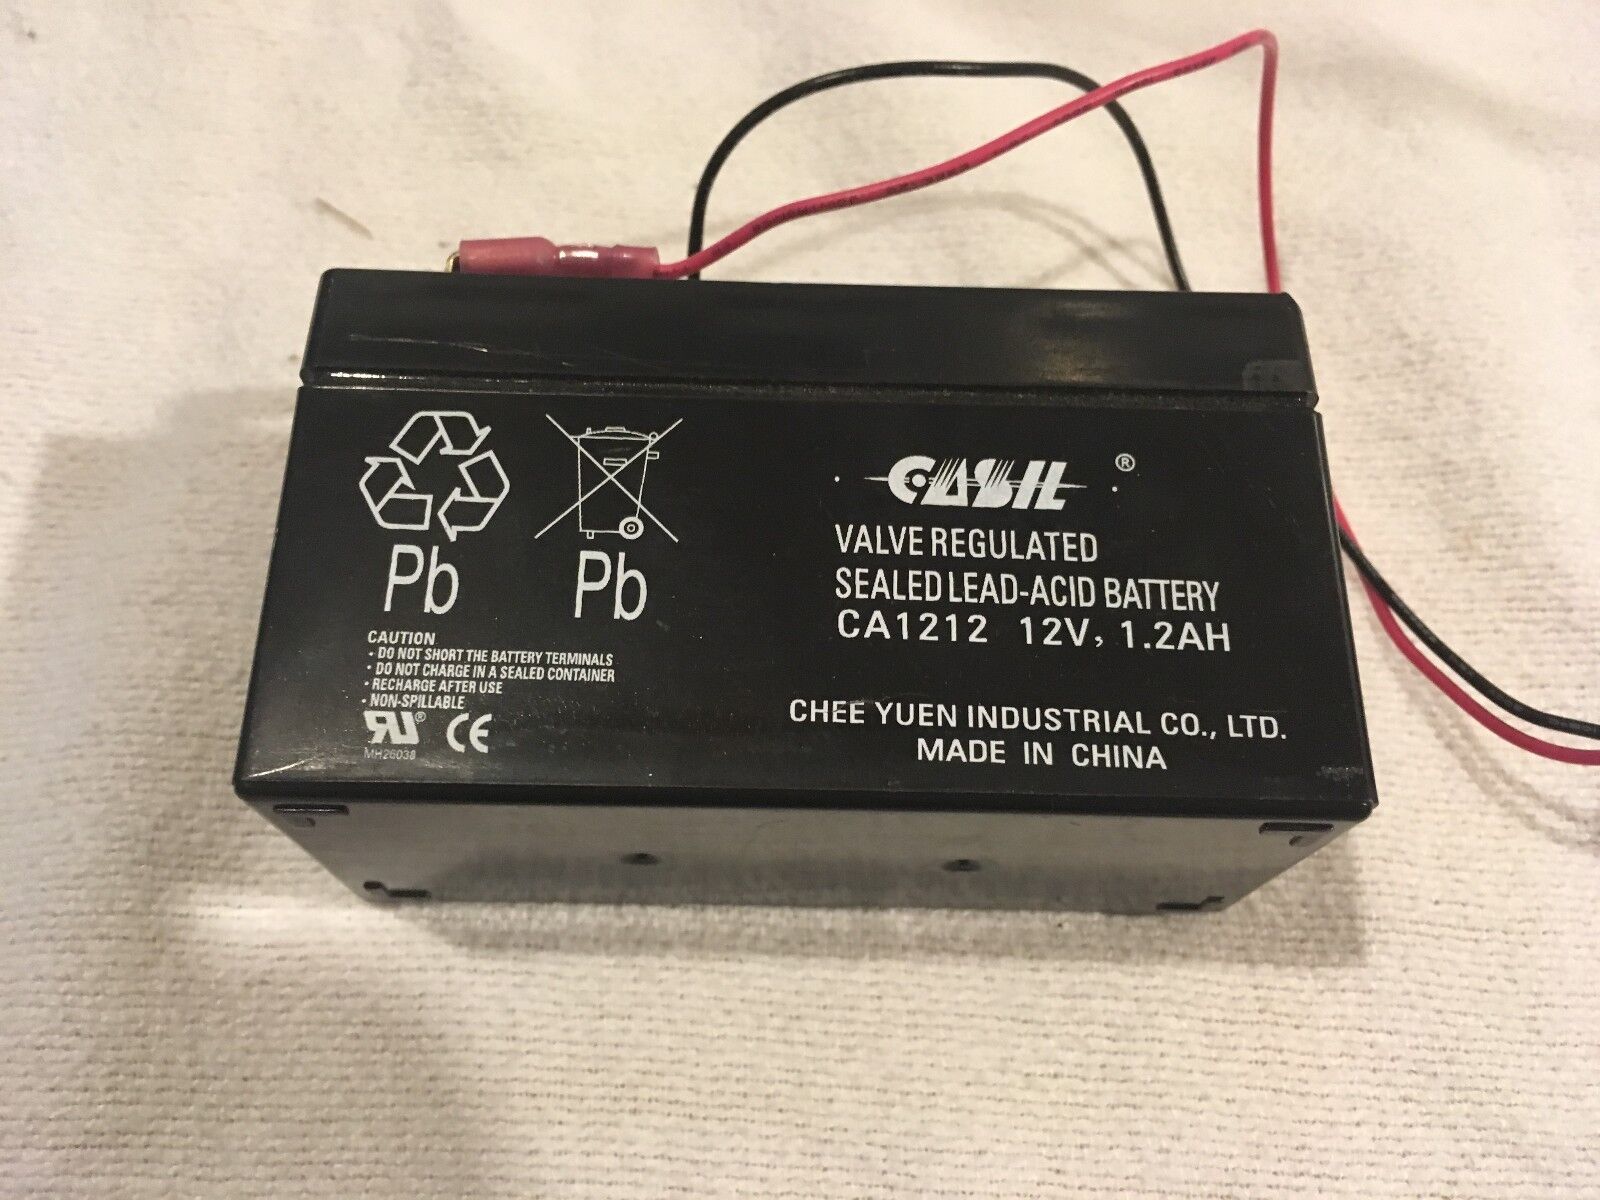 Pb
Pb
CAUTION
• DO NOT SHORT THE BATTERY TERMINALS
• DO NOT CHARGE IN A SEALED CONTAINER
• RECHARGE AFTER USE
• NON-SPILLABLE
CE
MH26038
CASIL ®
VALVE REGULATED
SEALED LEAD-ACID BATTERY
CA1212 12V, 1.2AH
CHEE YUEN INDUSTRIAL CO., LTD.
MADE IN CHINA